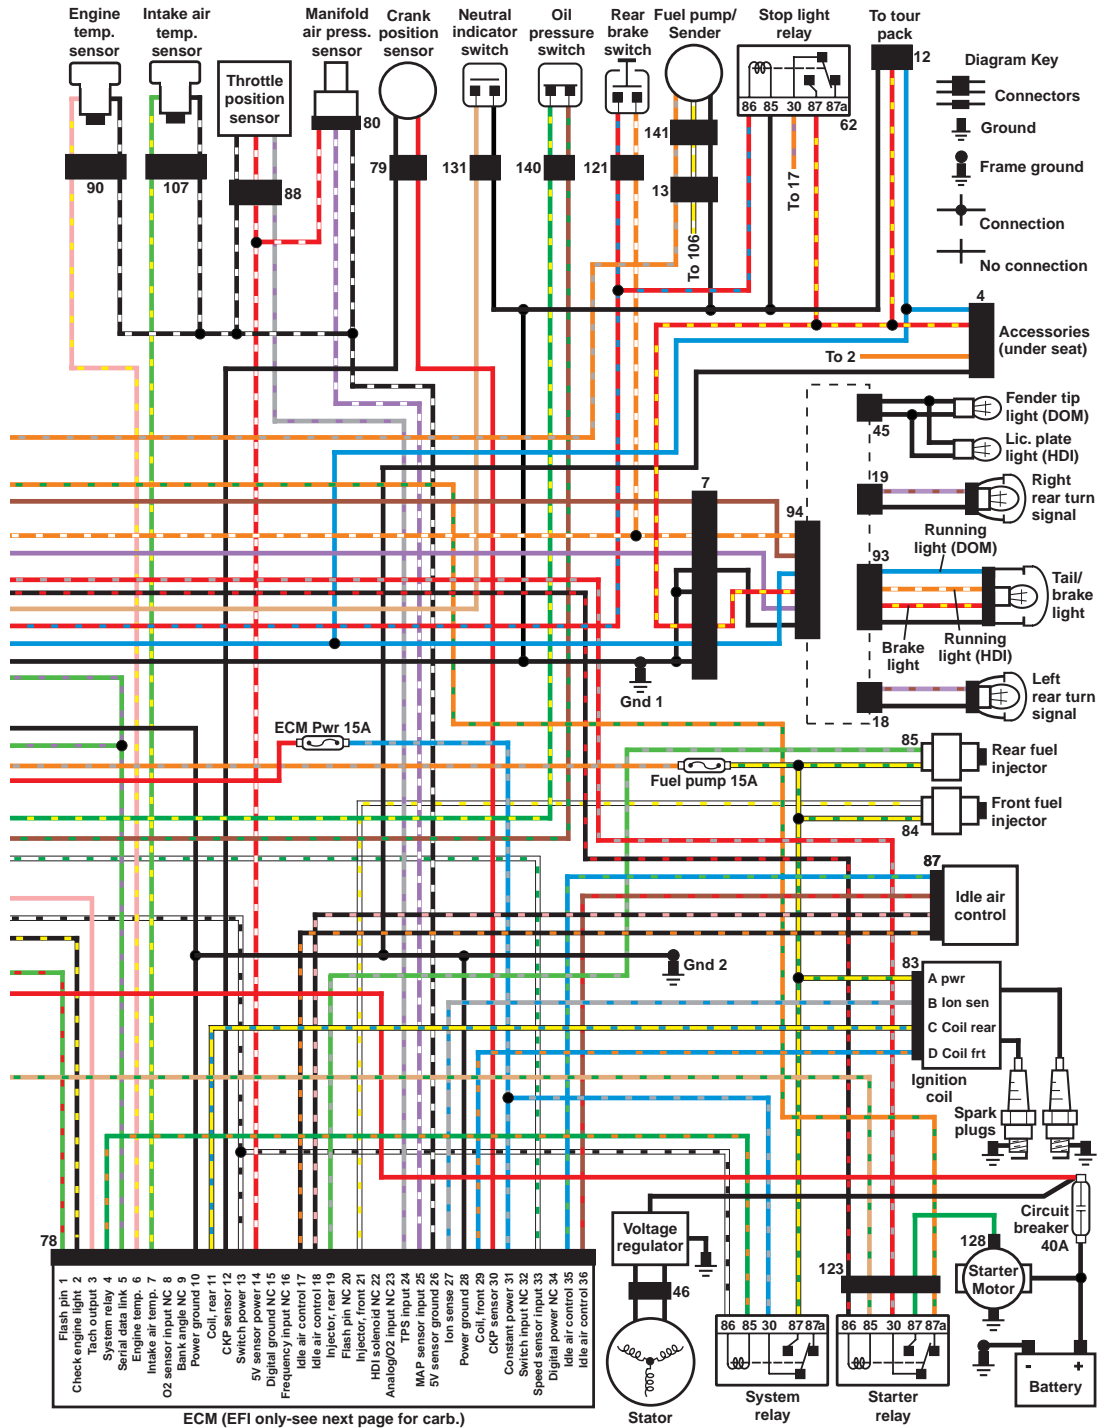 Engine
temp.
sensor
Intake air
temp.
sensor
Throttle
position
sensor
Manifold
air press.
sensor
Crank
position
sensor
Neutral
indicator
switch
Oil
pressure
switch
Rear
brake
switch
Fuel pump/
Sender
Stop light
relay
To tour
pack
12
Diagram Key
Connectors
Ground
Frame ground
Connection
No connection
86 85 30 87 87a
62
80
141
90
107
88
79
131
140
121
13
To 17
To 106
4
Accessories
(under seat)
To 2
Fender tip
light (DOM)
45
Lic. plate
light (HDI)
19
Right
rear turn
signal
7
94
Running
light (DOM)
93
Tail/
brake
light
Brake
light
Running
light (HDI)
Gnd 1
Left
rear turn
signal
18
ECM Pwr 15A
85
Rear fuel
injector
Fuel pump 15A
Front fuel
injector
84
87
Idle air
control
Gnd 2
83
A pwr
B Ion sen
C Coil rear
D Coil frt
Ignition
coil
Spark
plugs
Circuit
breaker
40A
Voltage
regulator
78
46
123
128
Starter
Motor
Flash pin 1
Check engine light 2
Tach output 3
System relay 4
Serial data link 5
Engine temp. 6
Intake air temp. 7
O2 sensor input NC 8
Bank angle NC 9
Power ground 10
Coil, rear 11
CKP sensor 12
Switch power 13
5V sensor power 14
Digital ground NC 15
Frequency input NC 16
Idle air control 17
Idle air control 18
Injector, rear 19
Flash pin NC 20
Injector, front 21
HDI solenoid NC 22
Analog/O2 input NC 23
TPS input 24
MAP sensor input 25
5V sensor ground 26
Ion sense 27
Power ground 28
Coil, front 29
CKP sensor 30
Constant power 31
Switch input NC 32
Speed sensor input 33
Digital power NC 34
Idle air control 35
Idle air control 36
86 85 30 87 87a
86 85 30 87 87a
- +
Battery
Stator
System
relay
Starter
relay
ECM (EFI only-see next page for carb.)